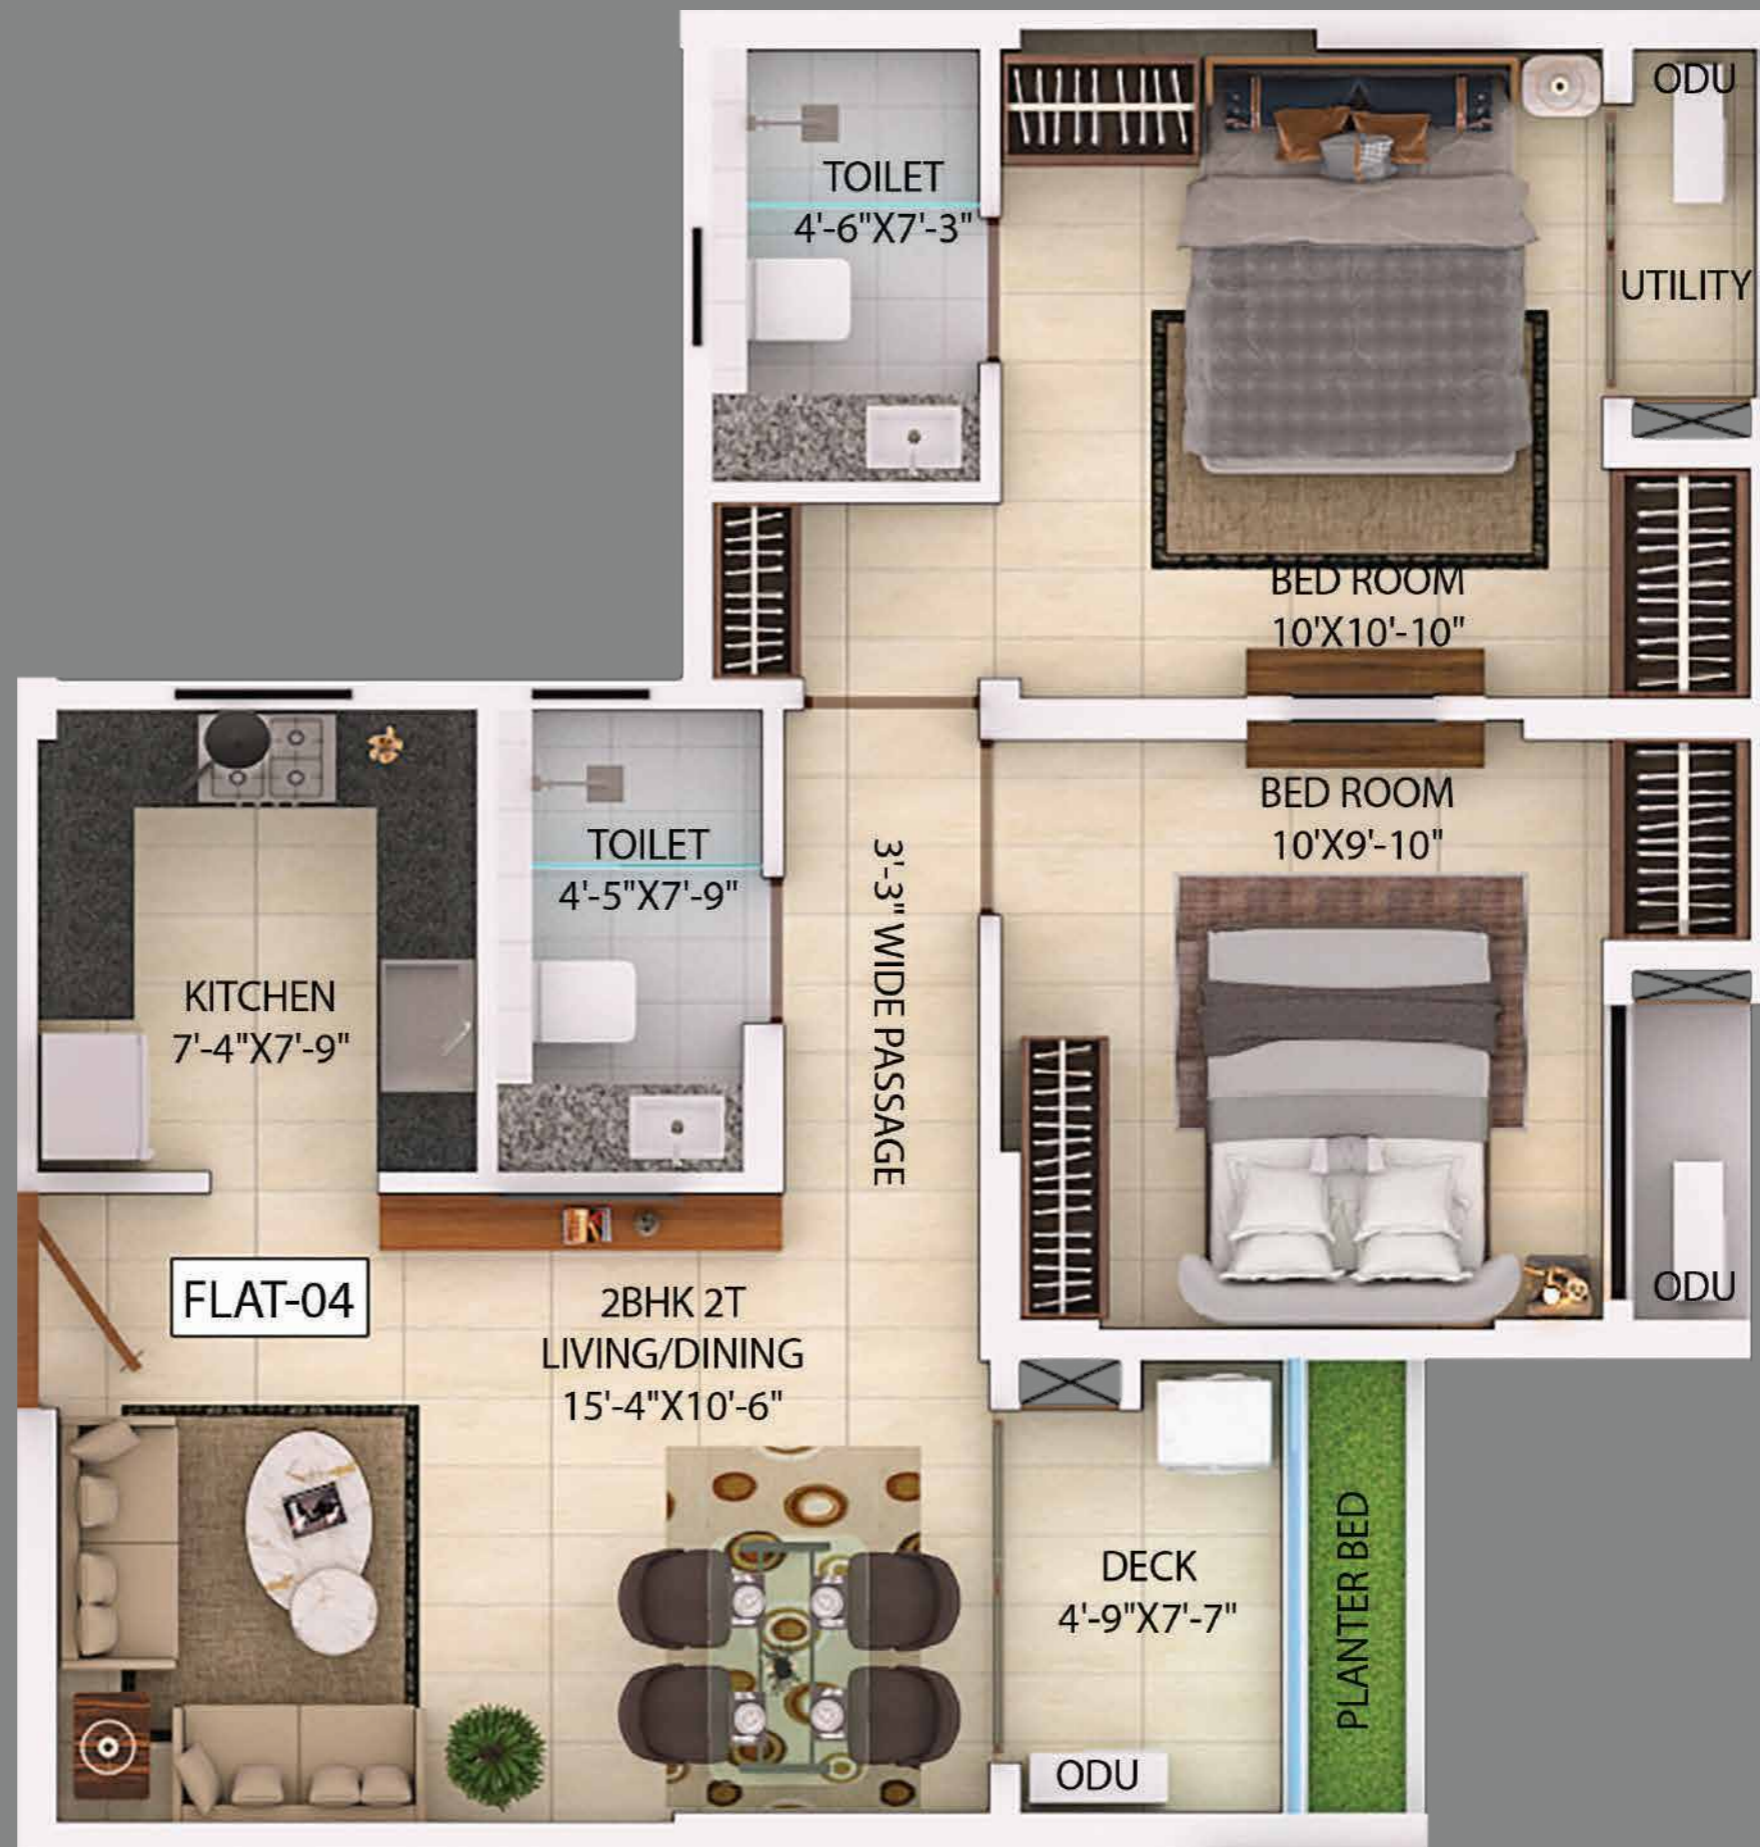 ODU
TOILET
4'-6"X7'-3"
UTILITY
BED ROOM
10'X10'-10"
BED ROOM
10'X9'-10"
TOILET
4'-5"X7'-9"
3'-3" WIDE PASSAGE
KITCHEN
7'-4"X7'-9"
ODU
FLAT-04
2BHK 2T
LIVING/DINING
15'-4"X10'-6"
DECK
4'-9"X7'-7"
PLANTER BED
ODU